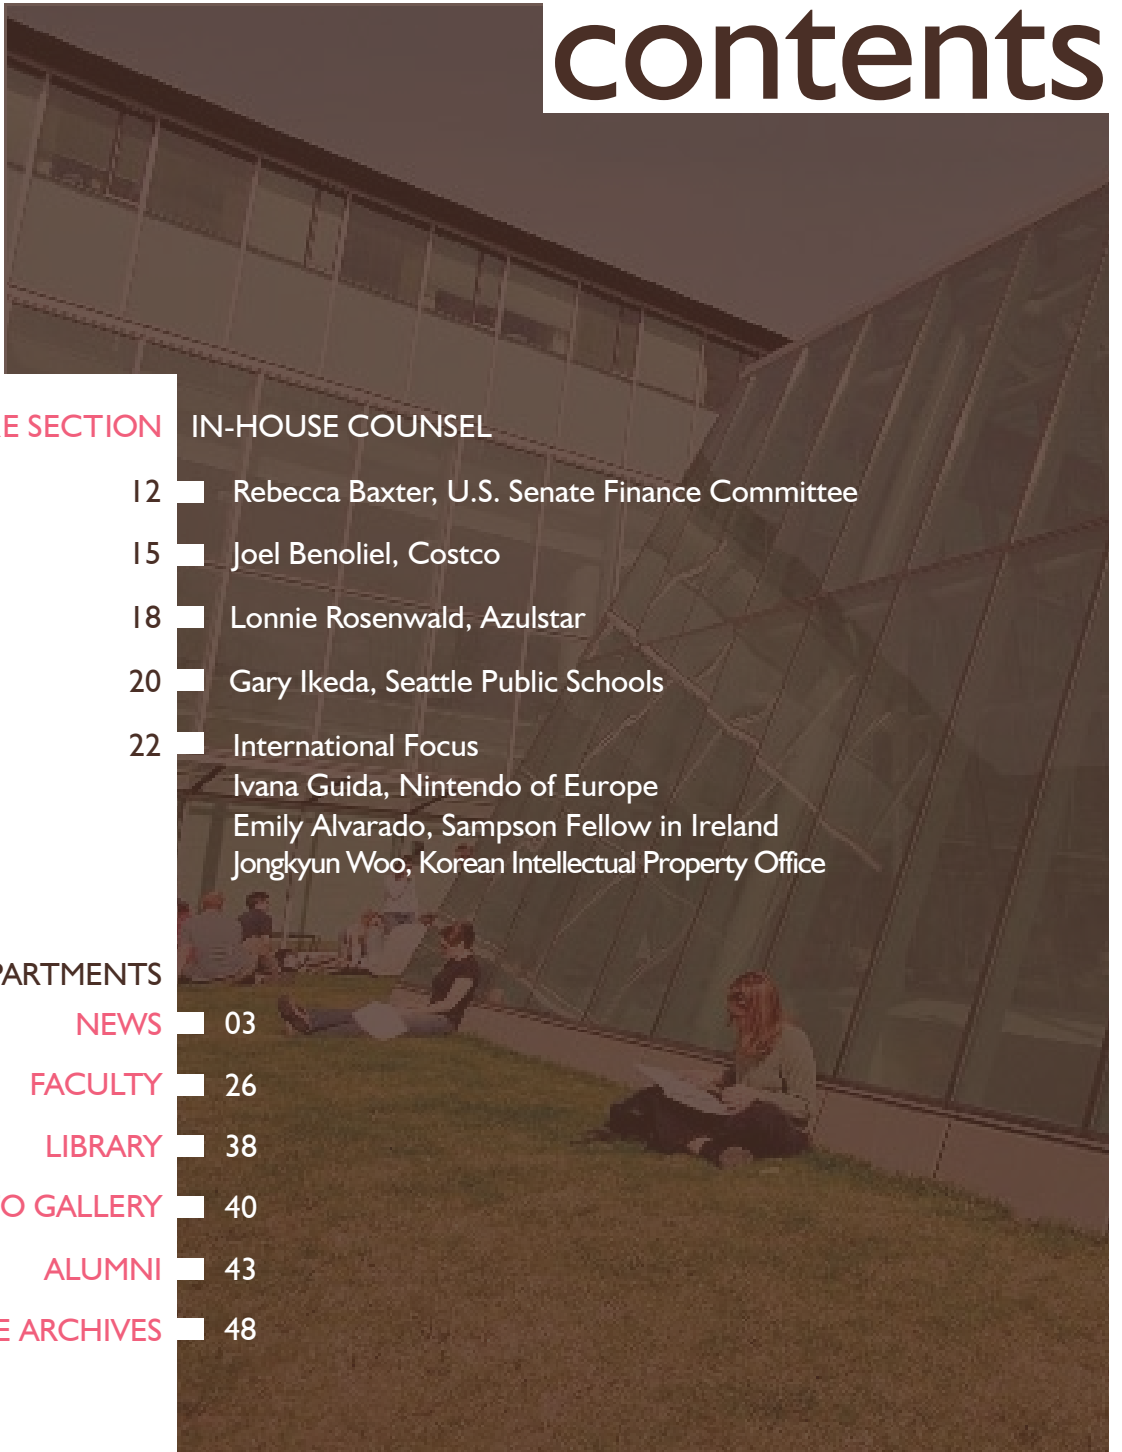 contents
E SECTION IN-HOUSE COUNSEL
12 Rebecca Baxter, U.S. Senate Finance Committee
15 Joel Benoliel, Costco
18 Lonnie Rosenwald, Azulstar
20 Gary Ikeda, Seattle Public Schools
22 International Focus
Ivana Guida, Nintendo of Europe
Emily Alvarado, Sampson Fellow in Ireland
Jongkyun Woo, Korean Intellectual Property Office
PARTMENTS
NEWS 03
FACULTY 26
LIBRARY 38
O GALLERY 40
ALUMNI 43
E ARCHIVES 48